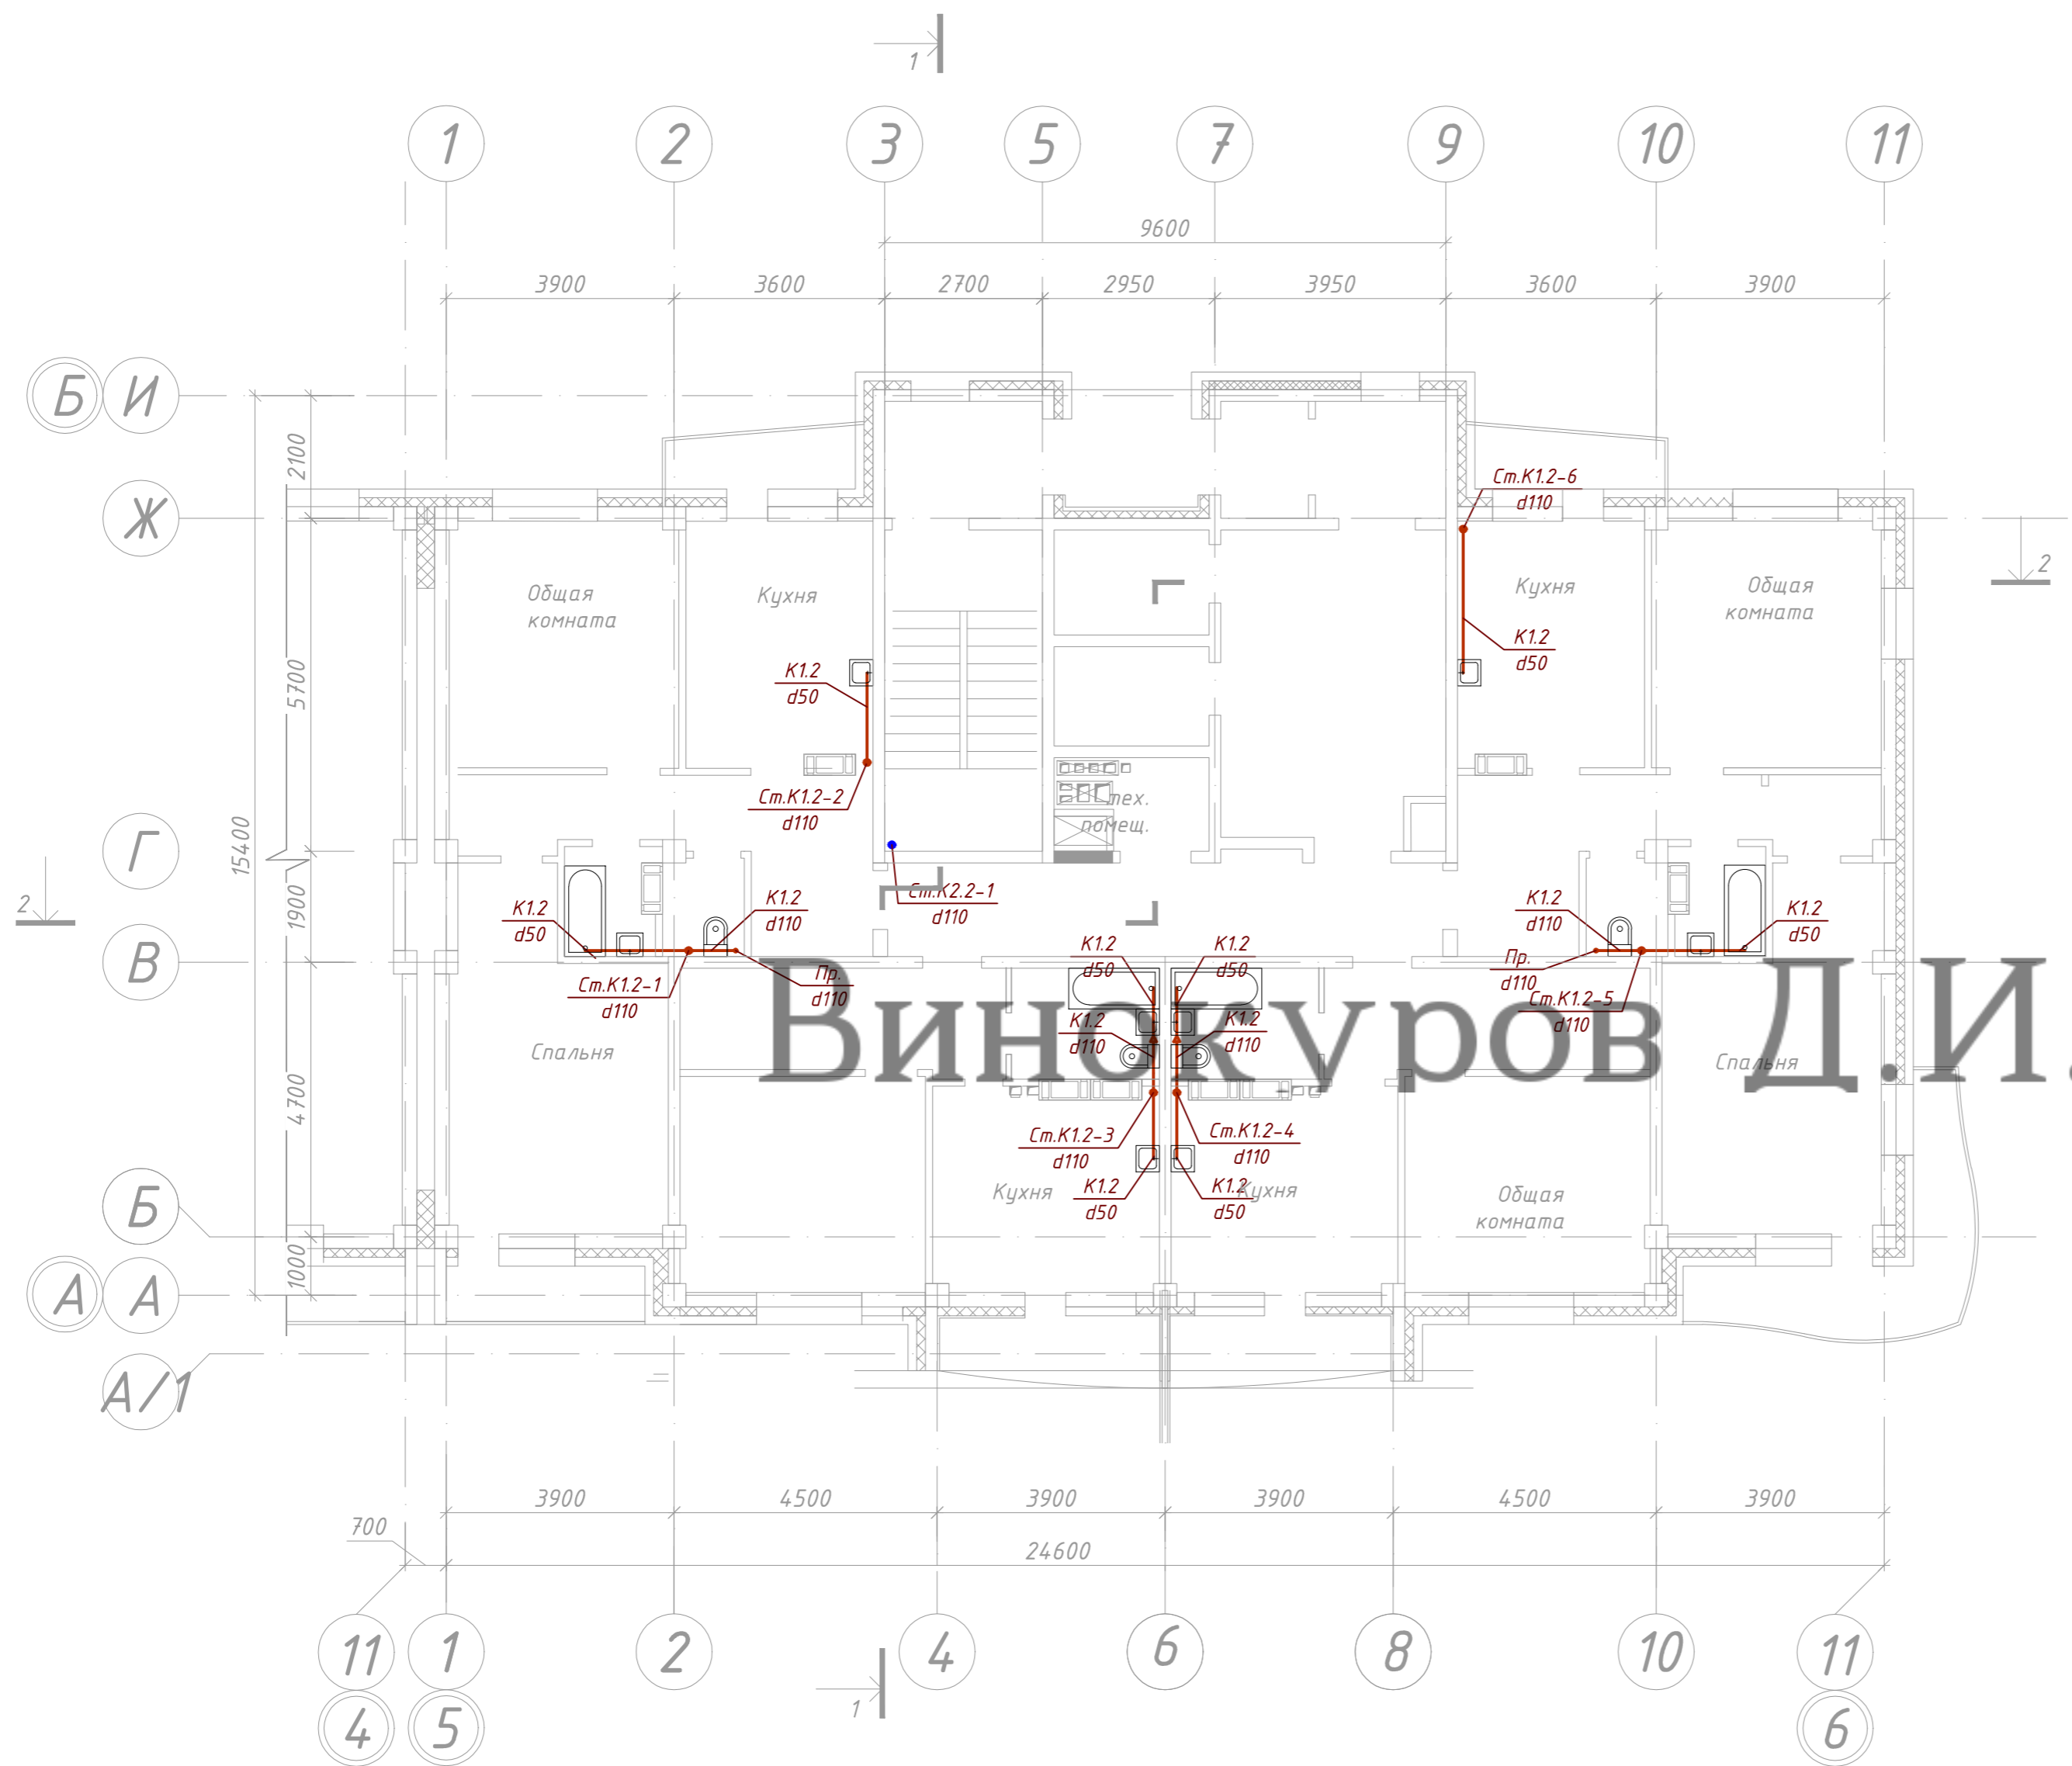 1
1 2 3 5 7 9 10 11
9600
3900 3600 2700 2950 3950 3600 3900
Б И
2100
Ст.К1.2-6
d110
Ж
2
Общая
комната
Кухня
Кухня
Общая
комната
К1.2
d50
К1.2
d50
5700
Ст.К1.2-2
d110
тех.
помещ.
15400
Г
2
1900
К1.2
d50
К1.2
d110
Ст.К2.2-1
d110
К1.2
d110
К1.2
d50
В
К1.2
d50
К1.2
d50
Пр.
d110
Пр.
d110
Ст.К1.2-1
d110
Ст.К1.2-5
d110
Винокуров Д.И.
К1.2
d110
К1.2
d110
Спальня
Спальня
4700
Ст.К1.2-3
d110
Ст.К1.2-4
d110
Кухня
К1.2
d50
К1.2
d50
Кухня
Общая
комната
Б
1000
А А
А/1
3900 4500 3900 3900 4500 3900
700
24600
11 1 2 4 6 8 10 11
1
4 5 6